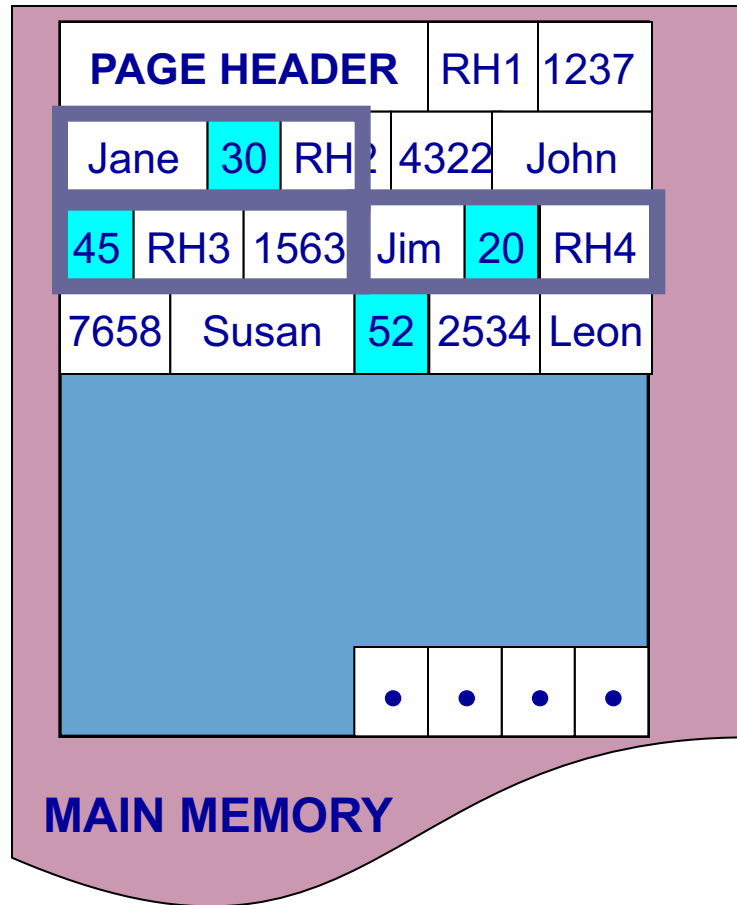 PAGE HEADER RH1 1237
Jane 30 RH2 4322 John
45 RH3 1563 Jim 20 RH4
7658 Susan 52 2534 Leon
• • • •
MAIN MEMORY